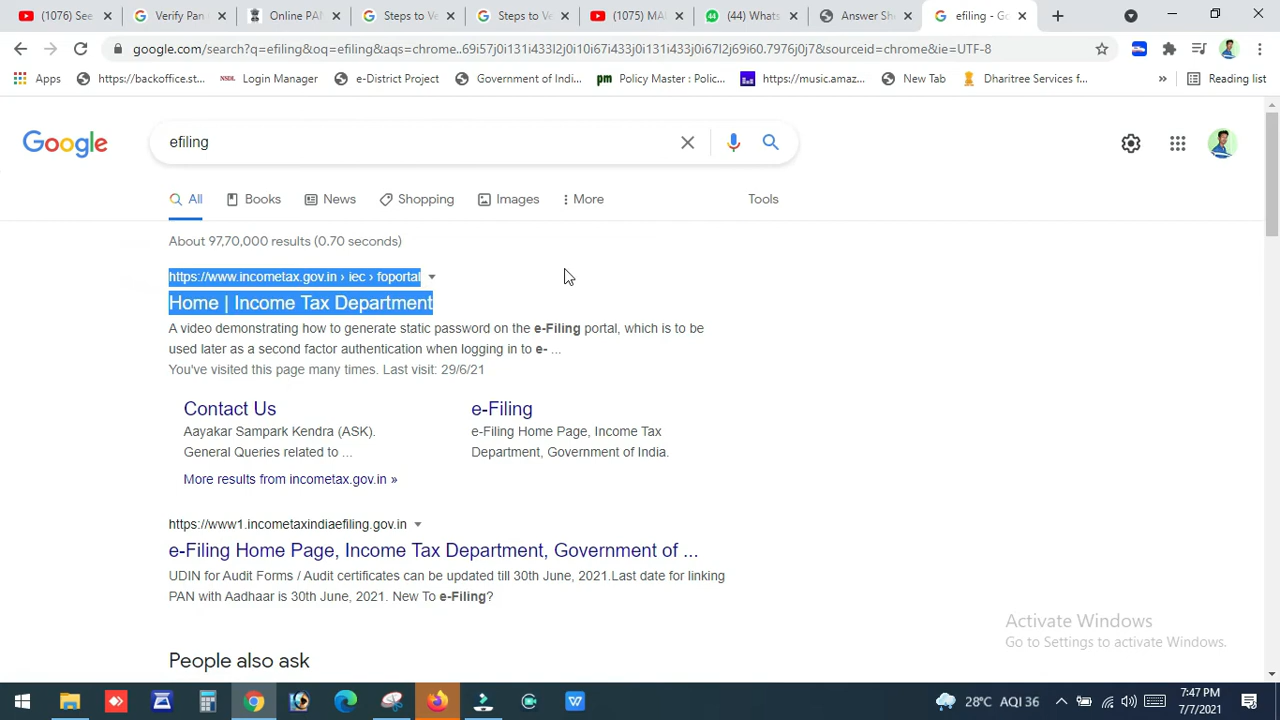 (1076) See
Verify Pan
Online PAN
Steps to Ve
Steps to Ve
(1075) MAI
(44) Whats
Answer She
efiling - Go
google.com/search?q=efiling&oq=efiling&aqs=chrome..69i57j0i131i433l2j0i10i67i433j0i131i433j0i67l2j69i60.7976j0j7&sourceid=chrome&ie=UTF-8
Apps https://backoffice.st... NSDL Login Manager e-District Project Government of Indi... pm Policy Master : Polic... https://music.amaz... New Tab Dharitree Services f... » Reading list
Google efiling
All Books News Shopping Images More Tools
About 97,70,000 results (0.70 seconds)
https://www.incometax.gov.in › iec › foportal
Home | Income Tax Department
A video demonstrating how to generate static password on the e-Filing portal, which is to be
used later as a second factor authentication when logging in to e- ...
You've visited this page many times. Last visit: 29/6/21
Contact Us
Aayakar Sampark Kendra (ASK).
General Queries related to ...
e-Filing
e-Filing Home Page, Income Tax
Department, Government of India.
More results from incometax.gov.in »
https://www1.incometaxindiaefiling.gov.in
e-Filing Home Page, Income Tax Department, Government of ...
UDIN for Audit Forms / Audit certificates can be updated till 30th June, 2021.Last date for linking
PAN with Aadhaar is 30th June, 2021. New To e-Filing?
People also ask
Activate Windows
Go to Settings to activate Windows.
28°C AQI 36
7:47 PM
7/7/2021